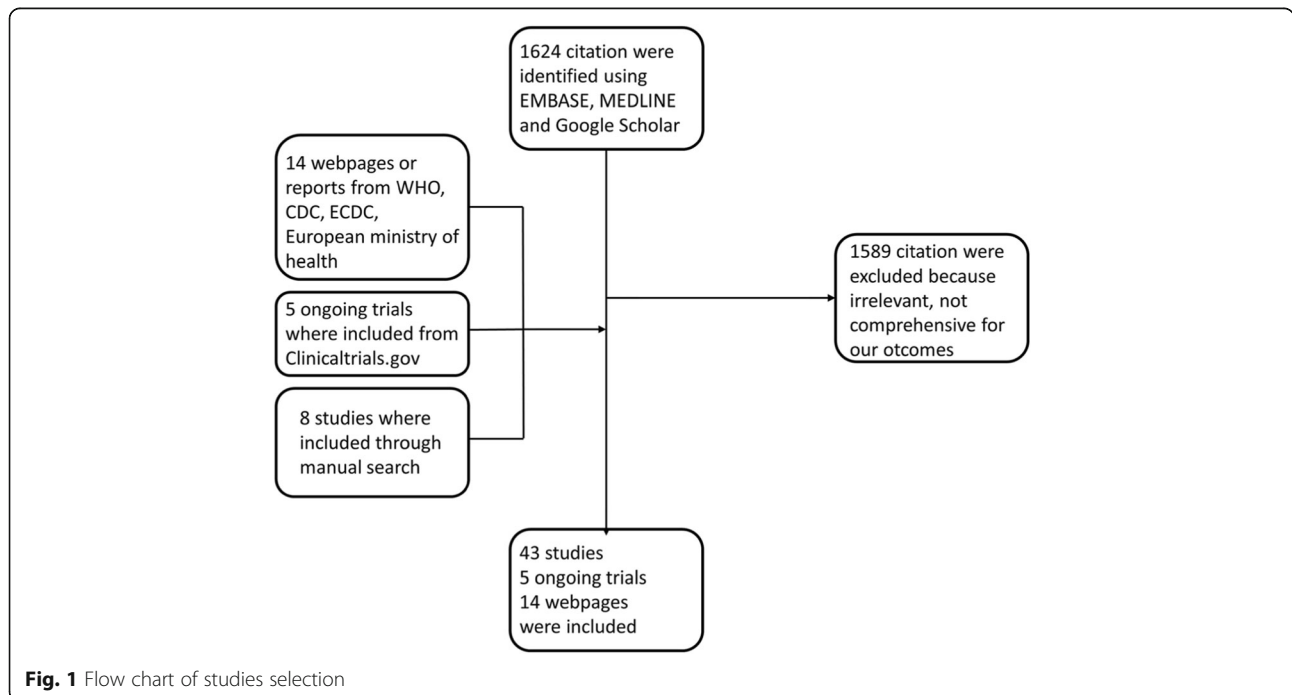 1624 citation were
identified using
EMBASE, MEDLINE
and Google Scholar
14 webpages or
reports from WHO,
CDC, ECDC,
European ministry of
health
1589 citation were
excluded because
irrelevant, not
comprehensive for
our otcomes
5 ongoing trials
where included from
Clinicaltrials.gov
8 studies where
included through
manual search
43 studies
5 ongoing trials
14 webpages
were included
Fig. 1 Flow chart of studies selection